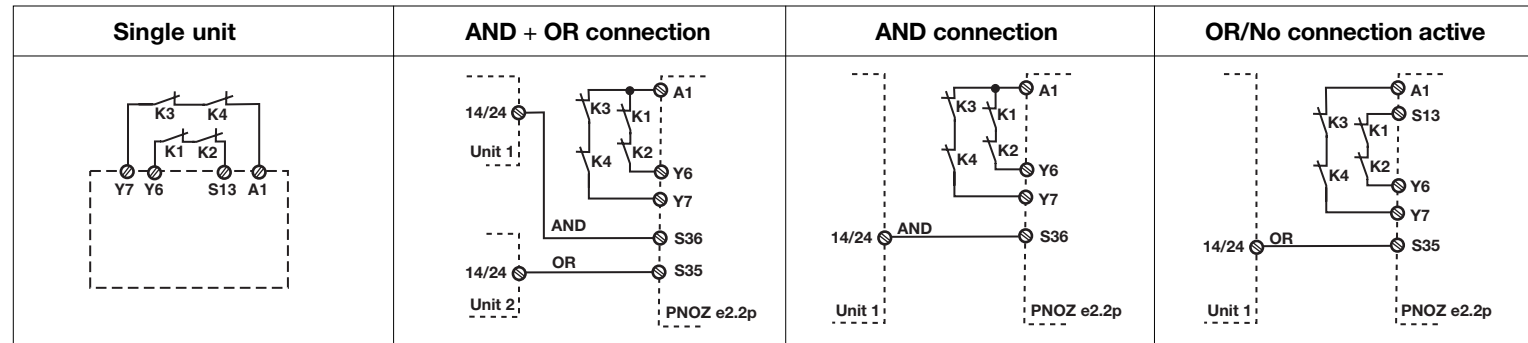 Single unit
AND + OR connection
AND connection
OR/No connection active
K3 K4
K1 K2
Y7 Y6 S13 A1
14/24
Unit 1
K3 K1
K4 K2
A1
Y6
Y7
AND
S36
14/24
OR
S35
Unit 2
PNOZ e2.2p
K3 K1
K4 K2
A1
Y6
Y7
14/24
AND
S36
Unit 1
PNOZ e2.2p
A1
K3
S13
K1
K4 K2
Y6
Y7
14/24
OR
S35
Unit 1
PNOZ e2.2p